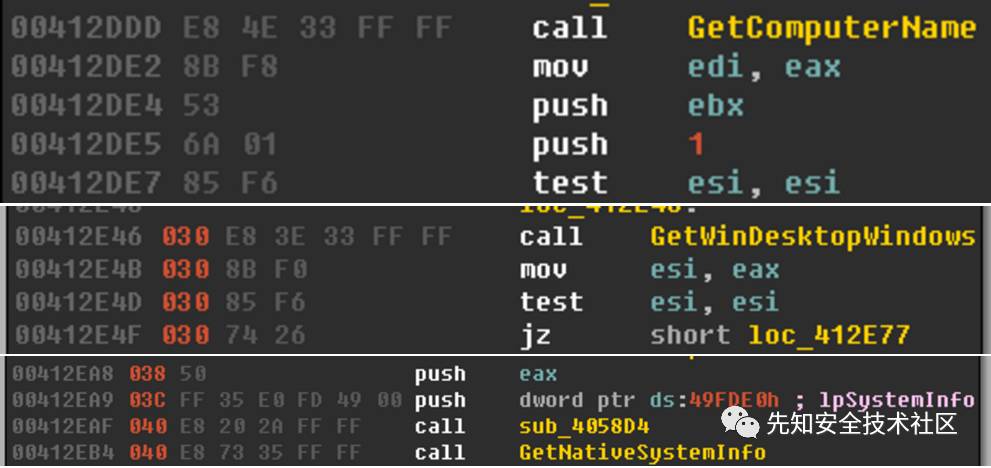 00412DDD E8 4E 33 FF FF call GetComputerName
00412DE2 8B F8 mov edi, eax
00412DE4 53 push ebx
00412DE5 6A 01 push 1
00412DE7 85 F6 test esi, esi
00412E46 030 E8 3E 33 FF FF call GetWinDesktopWindows
00412E4B 030 8B F0 mov esi, eax
00412E4D 030 85 F6 test esi, esi
00412E4F 030 74 26 jz short loc_412E77
00412EA8 038 50 push eax
00412EA9 03C FF 35 E0 FD 49 00 push dword ptr ds:49FDE0h ; lpSystemInfo
00412EAF 040 E8 20 2A FF FF call sub_4058D4
00412EB4 040 E8 73 35 FF FF call GetNativeSystemInfo
先知安全技术社区